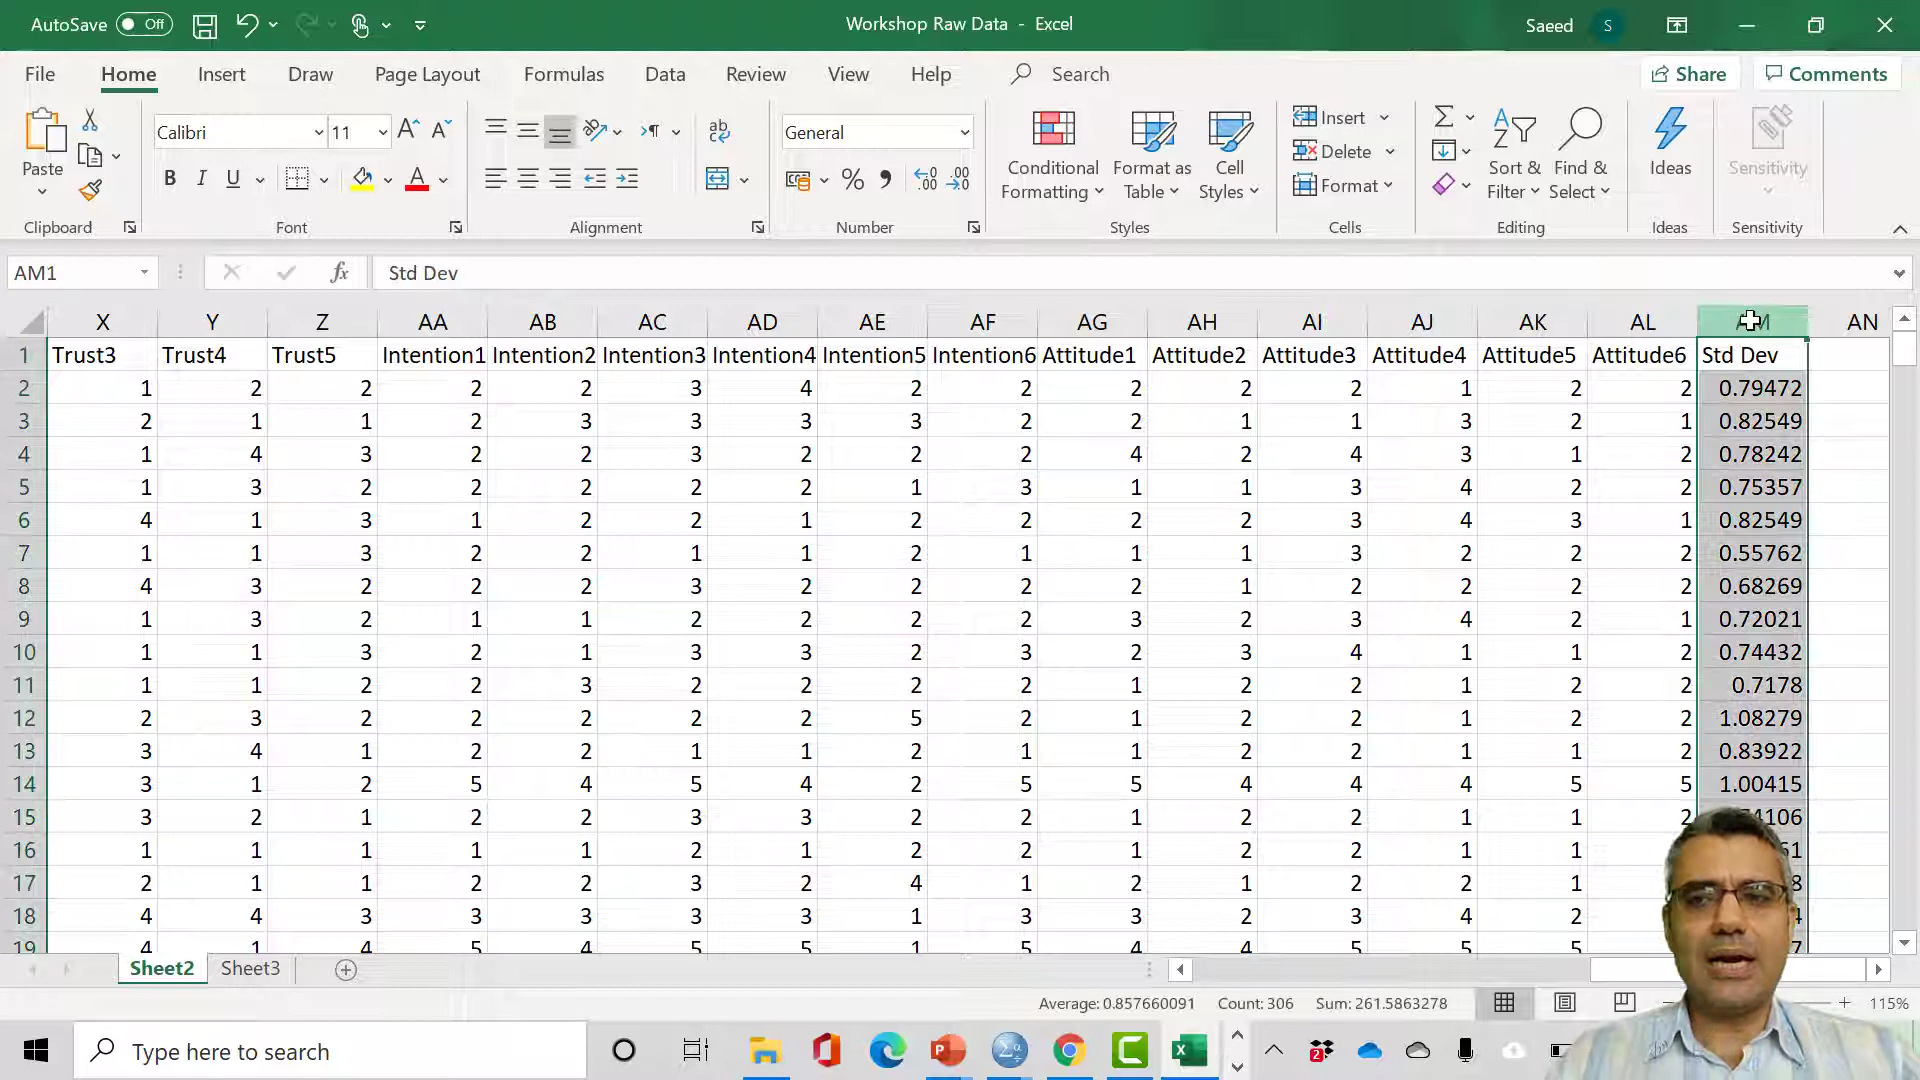 AutoSave Off Workshop Raw Data - Excel Saeed S
File Home Insert Draw Page Layout Formulas Data Review View Help Search Share Comments
Paste Calibri 11 General Conditional Formatting Format as Table Cell Styles Insert Delete Format Sort & Filter Find & Select Ideas Sensitivity
Clipboard Font Alignment Number Styles Cells Editing Ideas Sensitivity
AM1 fx Std Dev
X Y Z AA AB AC AD AE AF AG AH AI AJ AK AL AM AN
1 Trust3 Trust4 Trust5 Intention1 Intention2 Intention3 Intention4 Intention5 Intention6 Attitude1 Attitude2 Attitude3 Attitude4 Attitude5 Attitude6 Std Dev
2 1 2 2 2 2 3 4 2 2 2 2 2 1 2 2 0.79472
3 2 1 1 2 3 3 3 3 2 2 1 1 3 2 1 0.82549
4 1 4 3 2 2 3 2 2 2 4 2 4 3 1 2 0.78242
5 1 3 2 2 2 2 2 1 3 1 1 3 4 2 2 0.75357
6 4 1 3 1 2 2 1 2 2 2 2 3 4 3 1 0.82549
7 1 1 3 2 2 1 1 2 1 1 1 3 2 2 2 0.55762
8 4 3 2 2 2 3 2 2 2 2 1 2 2 2 2 0.68269
9 1 3 2 1 1 2 2 2 2 3 2 3 4 2 1 0.72021
10 1 1 3 2 1 3 3 2 3 2 3 4 1 1 2 0.74432
11 1 1 2 2 3 2 2 2 2 1 2 2 1 2 2 0.7178
12 2 3 2 2 2 2 2 5 2 1 2 2 1 2 2 1.08279
13 3 4 1 2 2 1 1 2 1 1 2 2 1 1 2 0.83922
14 3 1 2 5 4 5 4 2 5 5 4 4 4 5 5 1.00415
15 3 2 1 2 2 3 3 2 2 1 2 2 1 1 2
16 1 1 1 1 1 2 1 2 2 1 2 2 1 1
17 2 1 1 2 2 3 2 4 1 2 1 2 2 1
18 4 4 3 3 3 3 3 1 3 3 2 3 4 2
19 4 1 4 5 4 5 5 1 5 4 4 5 5 5
Sheet2 Sheet3
Average: 0.857660091 Count: 306 Sum: 261.5863278 115%
Type here to search